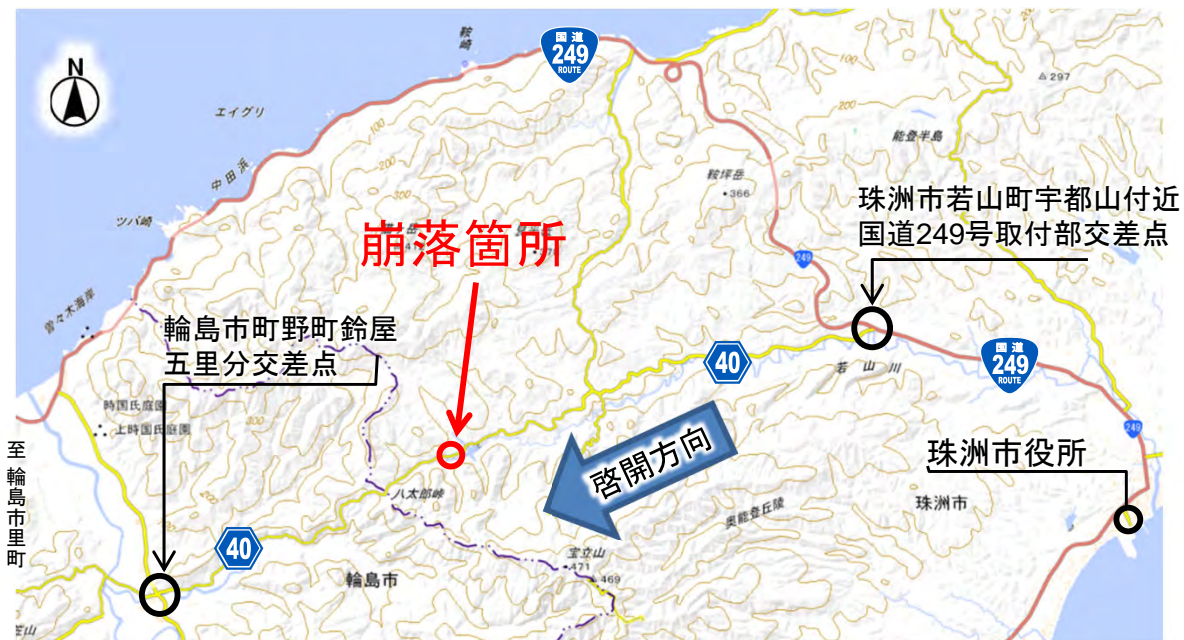 N
鞍崎
国道
249
ROUTE
297
エイグリ
100
200
能登半島
中田浜
200
鞍坪岳
366
ツバ崎
300
珠洲市若山町宇都山付近
国道249号取付部交差点
崩落箇所
249
曽々木海岸
輪島市町野町鈴屋
五里分交差点
40
若山川
国道
249
ROUTE
時国氏庭園
300
上時国氏庭園
249
至 輪島市里町
啓開方向
珠洲市役所
八太郎峠
奥能登丘陵
珠洲市
40
宝立山
471
469
輪島市